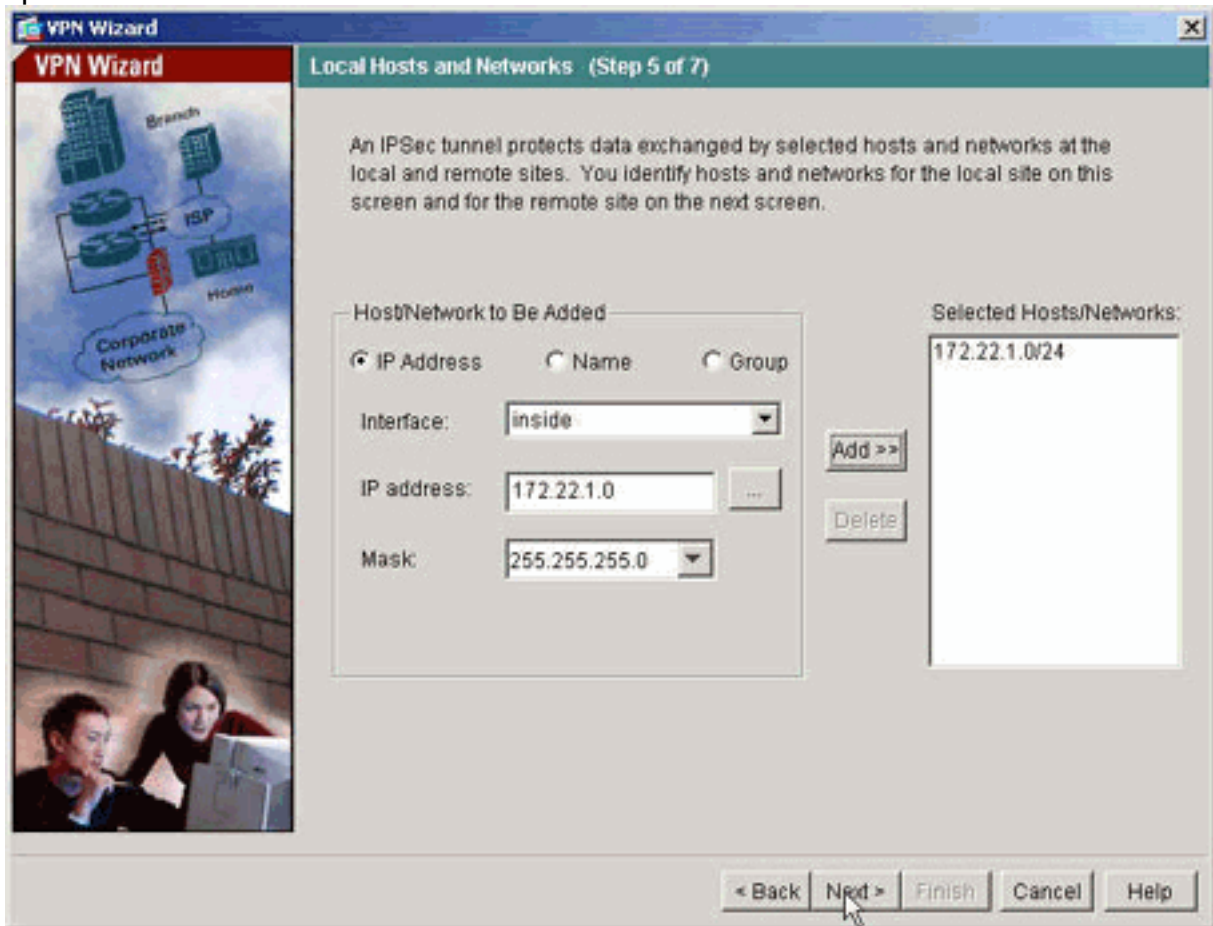 VPN Wizard
VPN Wizard
Local Hosts and Networks (Step 5 of 7)
Branch
ISP
Home
Corporate
Network
An IPSec tunnel protects data exchanged by selected hosts and networks at the
local and remote sites. You identify hosts and networks for the local site on this
screen and for the remote site on the next screen.
Host/Network to Be Added
IP Address Name Group
Interface: inside
IP address: 172.22.1.0 ...
Mask: 255.255.255.0
Add >>
Delete
Selected Hosts/Networks:
172.22.1.0/24
< Back Next > Finish Cancel Help